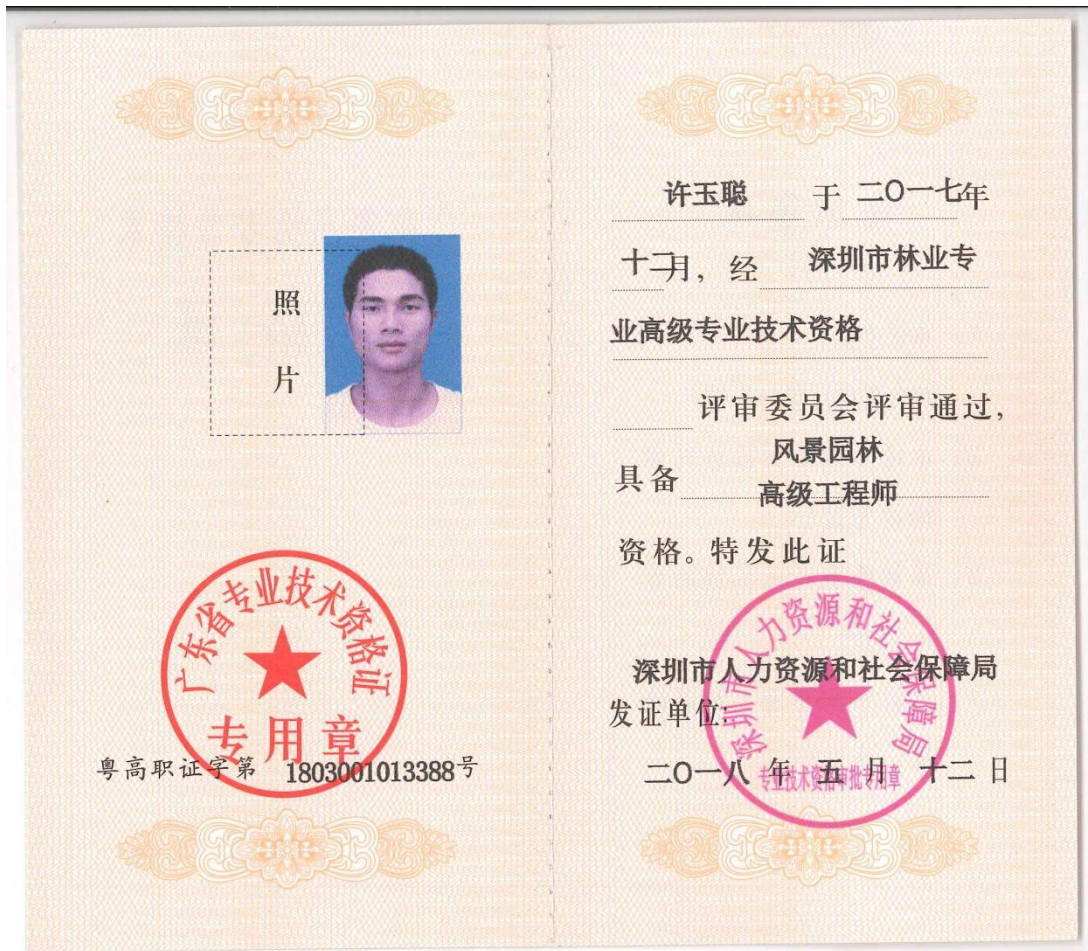 照
片
广东省专业技术资格证
专用章
粤高职证字第 1803001013388号
许玉聪 于 二〇一七年
十二月，经 深圳市林业专
业高级专业技术资格
评审委员会评审通过，
风景园林
具备 高级工程师
资格。特发此证
深圳市人力资源和社会保障局
深圳市人力资源和社会保障局
发证单位:
二〇一八 年 五 月 十二 日
专业技术资格审批专用章